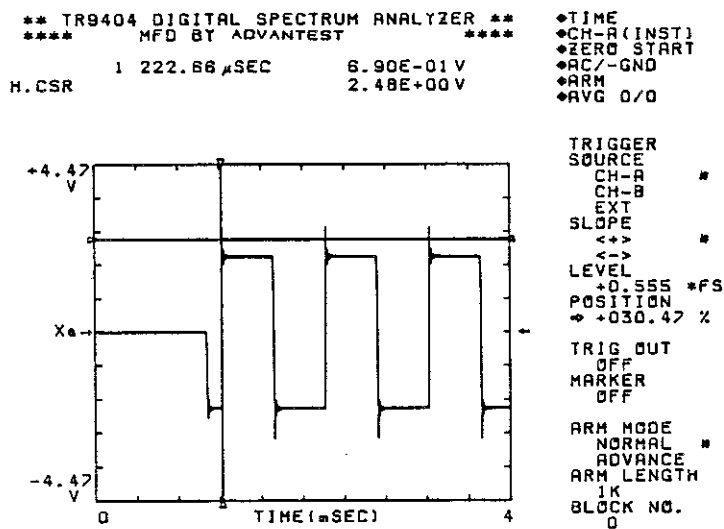 ** TR9404 DIGITAL SPECTRUM ANALYZER **
**** MFD BY ADVANTEST ****
1 222.66 µSEC 6.90E-01 V
H.CSR 2.48E+00 V
◆TIME
◆CH-A(INST)
◆ZERO START
◆AC/-GND
◆ARM
◆AVG 0/0
TRIGGER
SOURCE
CH-A #
CH-B
EXT
SLOPE
<+> #
<->
LEVEL
+0.555 *FS
POSITION
⇒ +030.47 %
TRIG OUT
OFF
MARKER
OFF
ARM MODE
NORMAL #
ADVANCE
ARM LENGTH
1K
BLOCK NO.
0
+4.47
V
Xa→ ←
-4.47
V
0 TIME(mSEC) 4